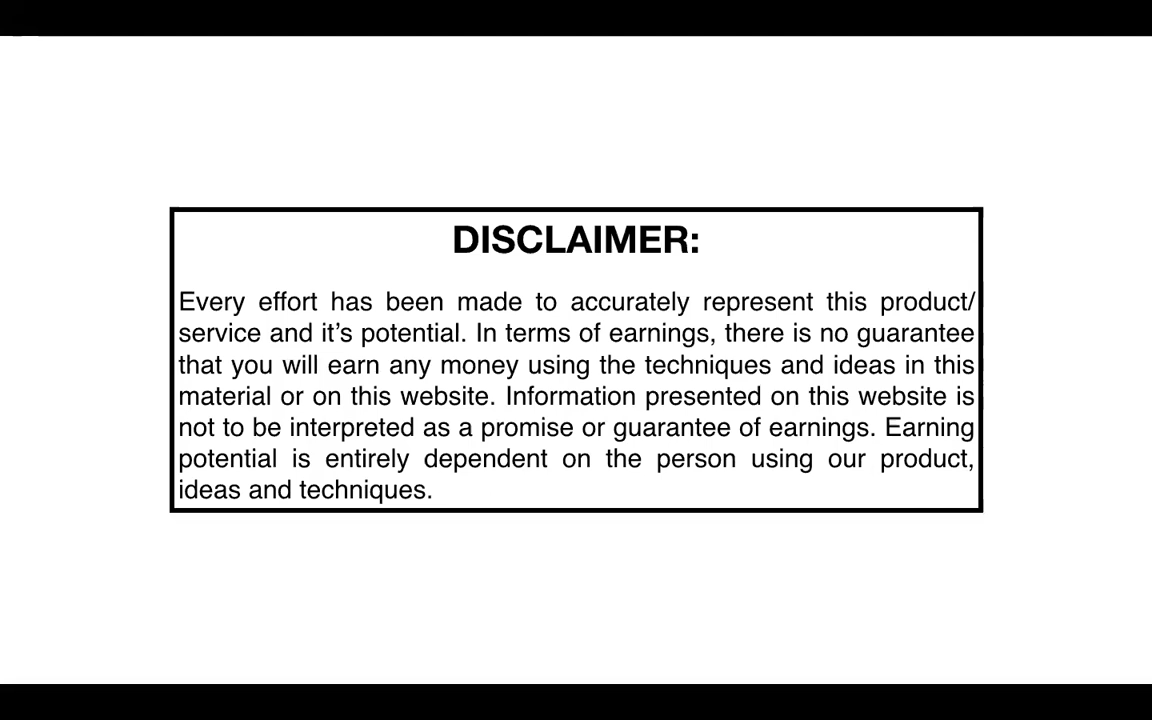 DISCLAIMER:
Every effort has been made to accurately represent this product/
service and it’s potential. In terms of earnings, there is no guarantee
that you will earn any money using the techniques and ideas in this
material or on this website. Information presented on this website is
not to be interpreted as a promise or guarantee of earnings. Earning
potential is entirely dependent on the person using our product,
ideas and techniques.